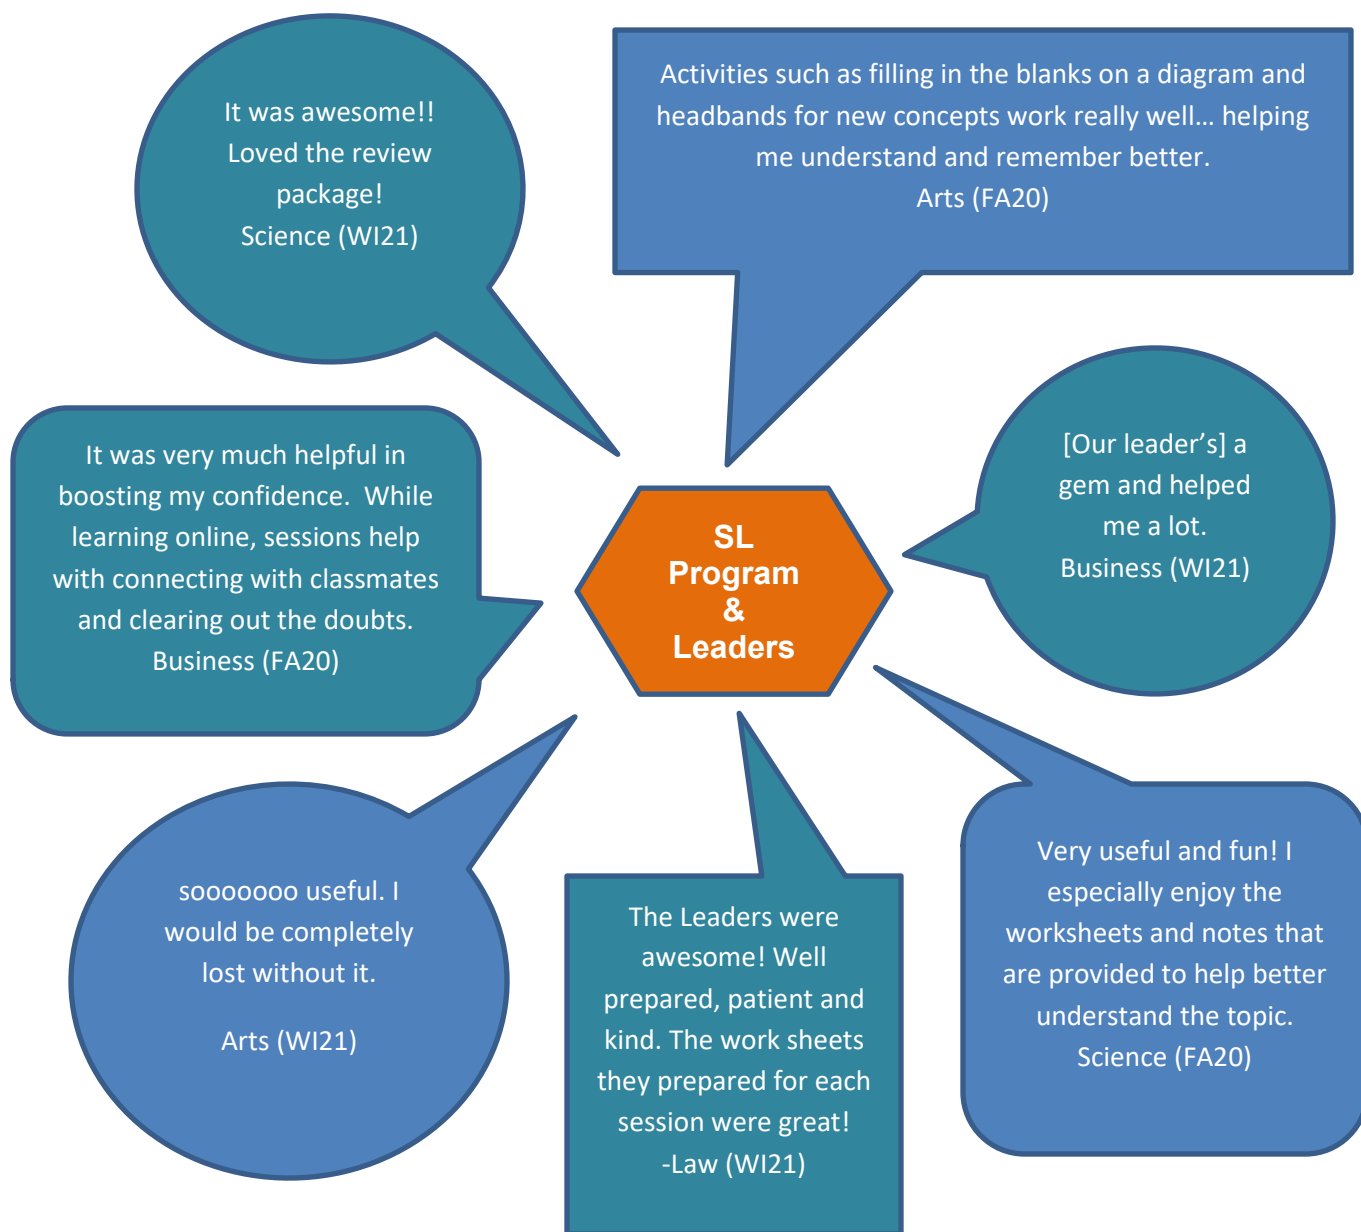 It was awesome!!
Loved the review
package!
Science (WI21)
Activities such as filling in the blanks on a diagram and
headbands for new concepts work really well… helping
me understand and remember better.
Arts (FA20)
It was very much helpful in
boosting my confidence.  While
learning online, sessions help
with connecting with classmates
and clearing out the doubts.
Business (FA20)
SL
Program
&
Leaders
[Our leader’s] a
gem and helped
me a lot.
Business (WI21)
sooooooo useful. I
would be completely
lost without it.
Arts (WI21)
The Leaders were
awesome! Well
prepared, patient and
kind. The work sheets
they prepared for each
session were great!
-Law (WI21)
Very useful and fun! I
especially enjoy the
worksheets and notes that
are provided to help better
understand the topic.
Science (FA20)